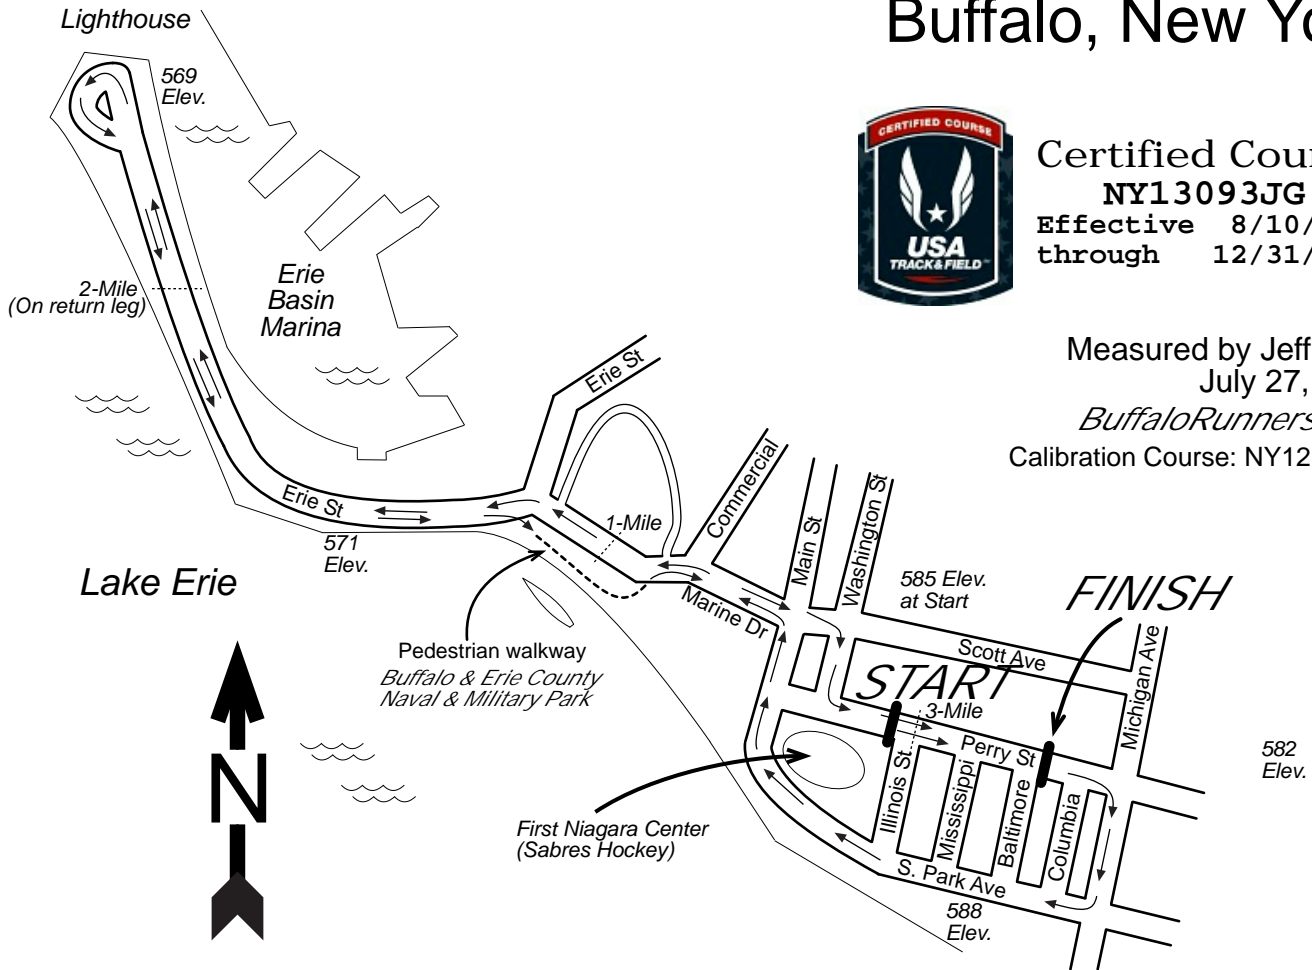 Lighthouse
Buffalo, New Yo
569
Elev.
CERTIFIED COURSE
USA
TRACK & FIELD
Certified Cour
NY13093JG
Effective 8/10/
through 12/31/
2-Mile
(On return leg)
Erie
Basin
Marina
Measured by Jeff
July 27,
BuffaloRunners
Calibration Course: NY12
Erie St
Commercial
Main St
Washington St
Erie St
1-Mile
571
Elev.
Lake Erie
Marine Dr
585 Elev.
at Start
FINISH
Scott Ave
Michigan Ave
Pedestrian walkway
Buffalo & Erie County
Naval & Military Park
START
3-Mile
Perry St
582
Elev.
N
Illinois St
Mississippi
Baltimore
Columbia
First Niagara Center
(Sabres Hockey)
S. Park Ave
588
Elev.